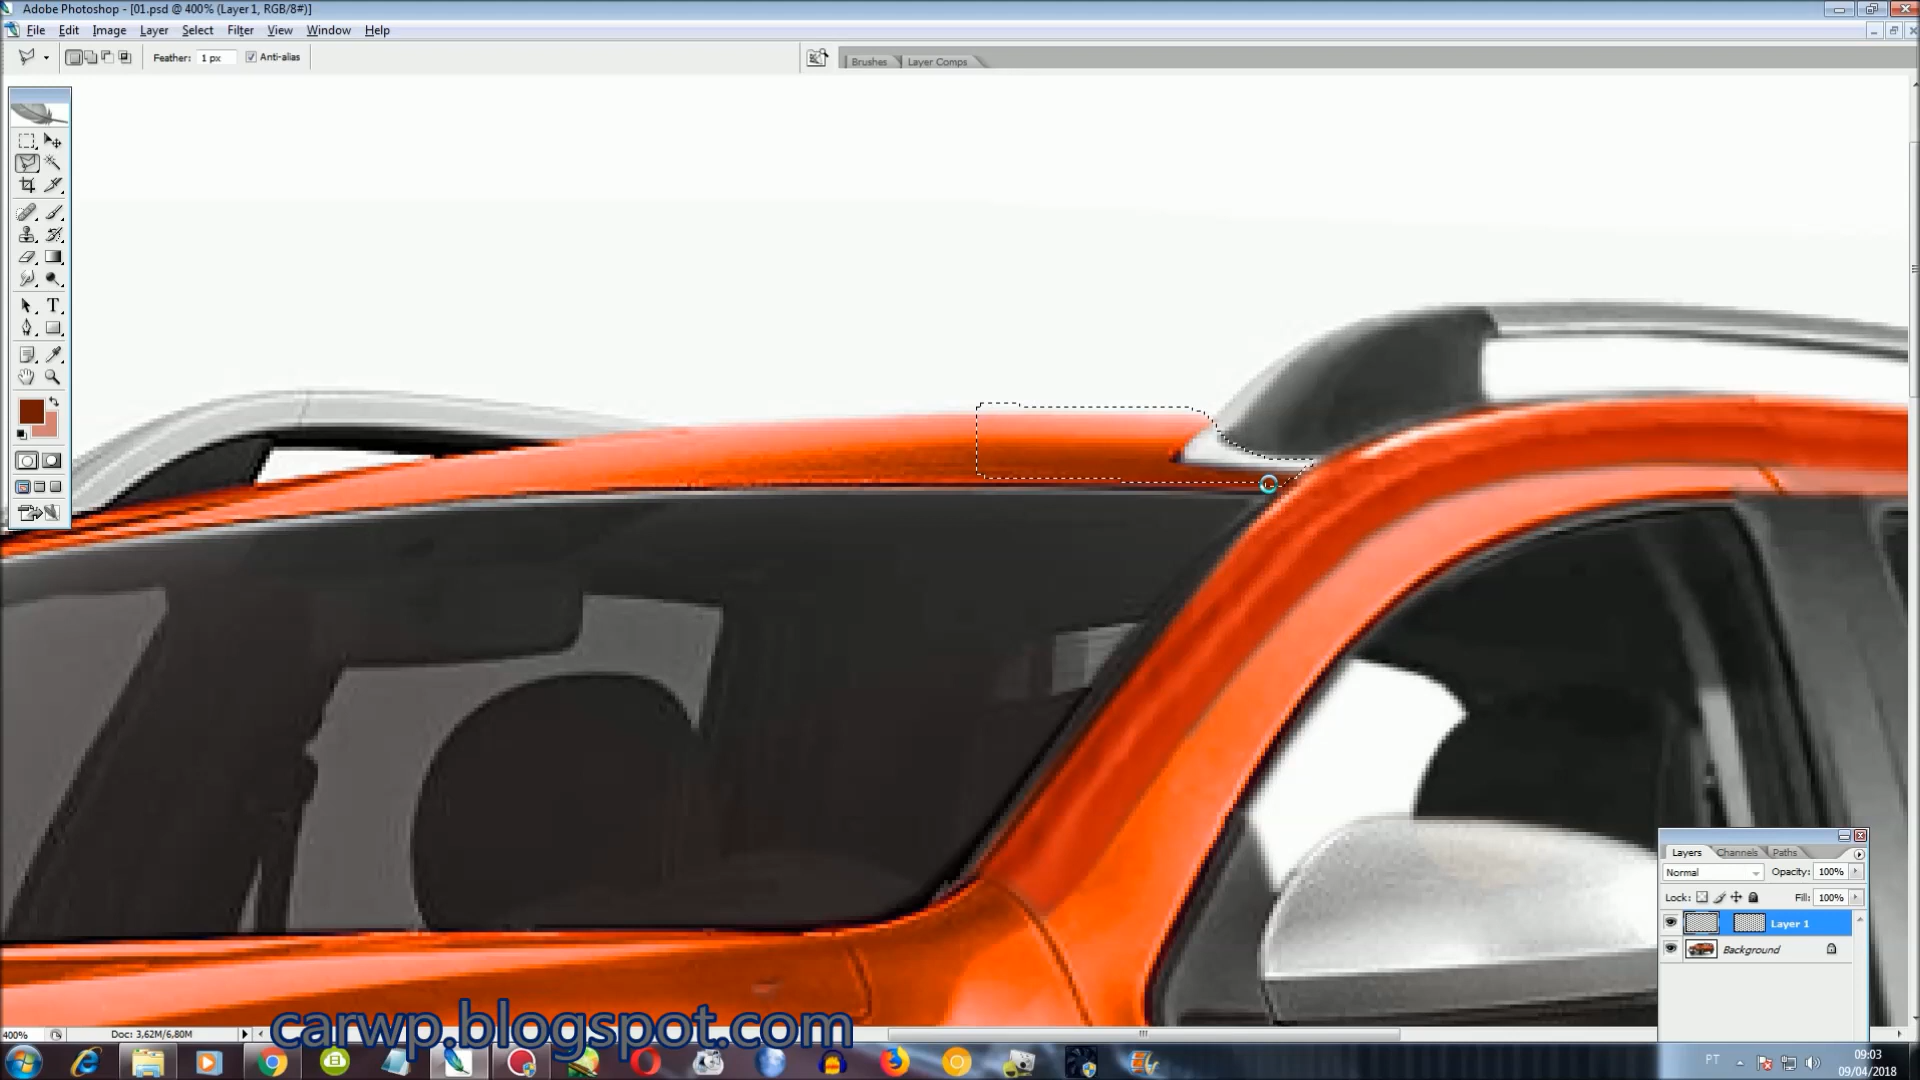 Adobe Photoshop - [01.psd @ 400% (Layer 1, RGB/8#)]
File Edit Image Layer Select Filter View Window Help
Feather: 1 px Anti-alias
Brushes Layer Comps
T
Layers Channels Paths
Normal Opacity: 100%
Lock: Fill: 100%
Layer 1
Background
400% Doc: 3,62M/6,80M
carwp.blogspot.com
PT 09:03
09/04/2018